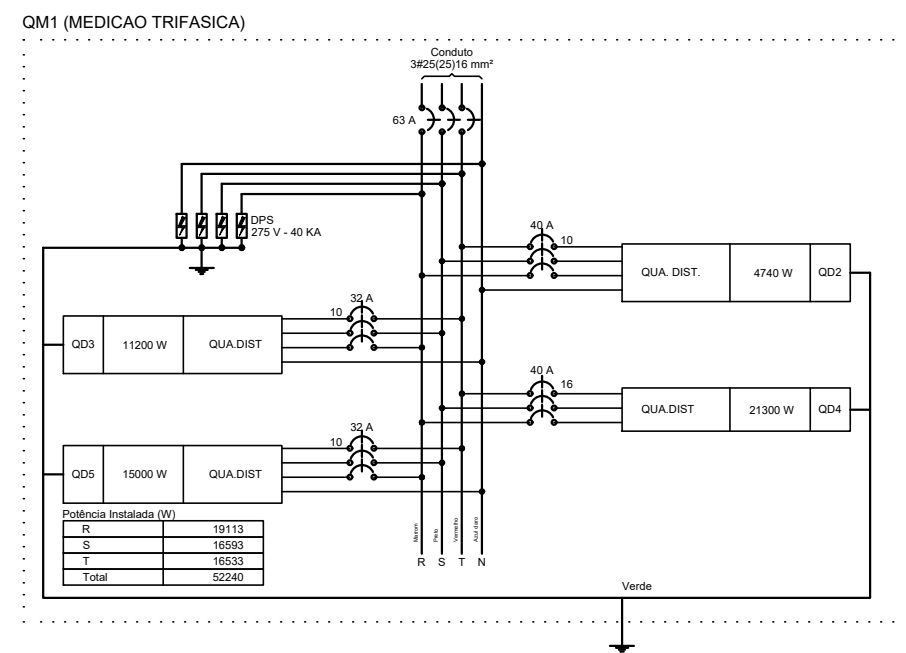 QM1 (MEDICAO TRIFASICA)
Conduto
3#25(25)16 mm²
63 A
DPS
275 V - 40 KA
40 A
10
QUA. DIST.
4740 W
QD2
32 A
10
QD3
11200 W
QUA.DIST
40 A
16
QUA.DIST
21300 W
QD4
32 A
10
QD5
15000 W
QUA.DIST
Potência Instalada (W)
R 19113
S 16593
T 16533
Total 52240
Marrom
Preto
Vermelho
Azul claro
R S T N
Verde